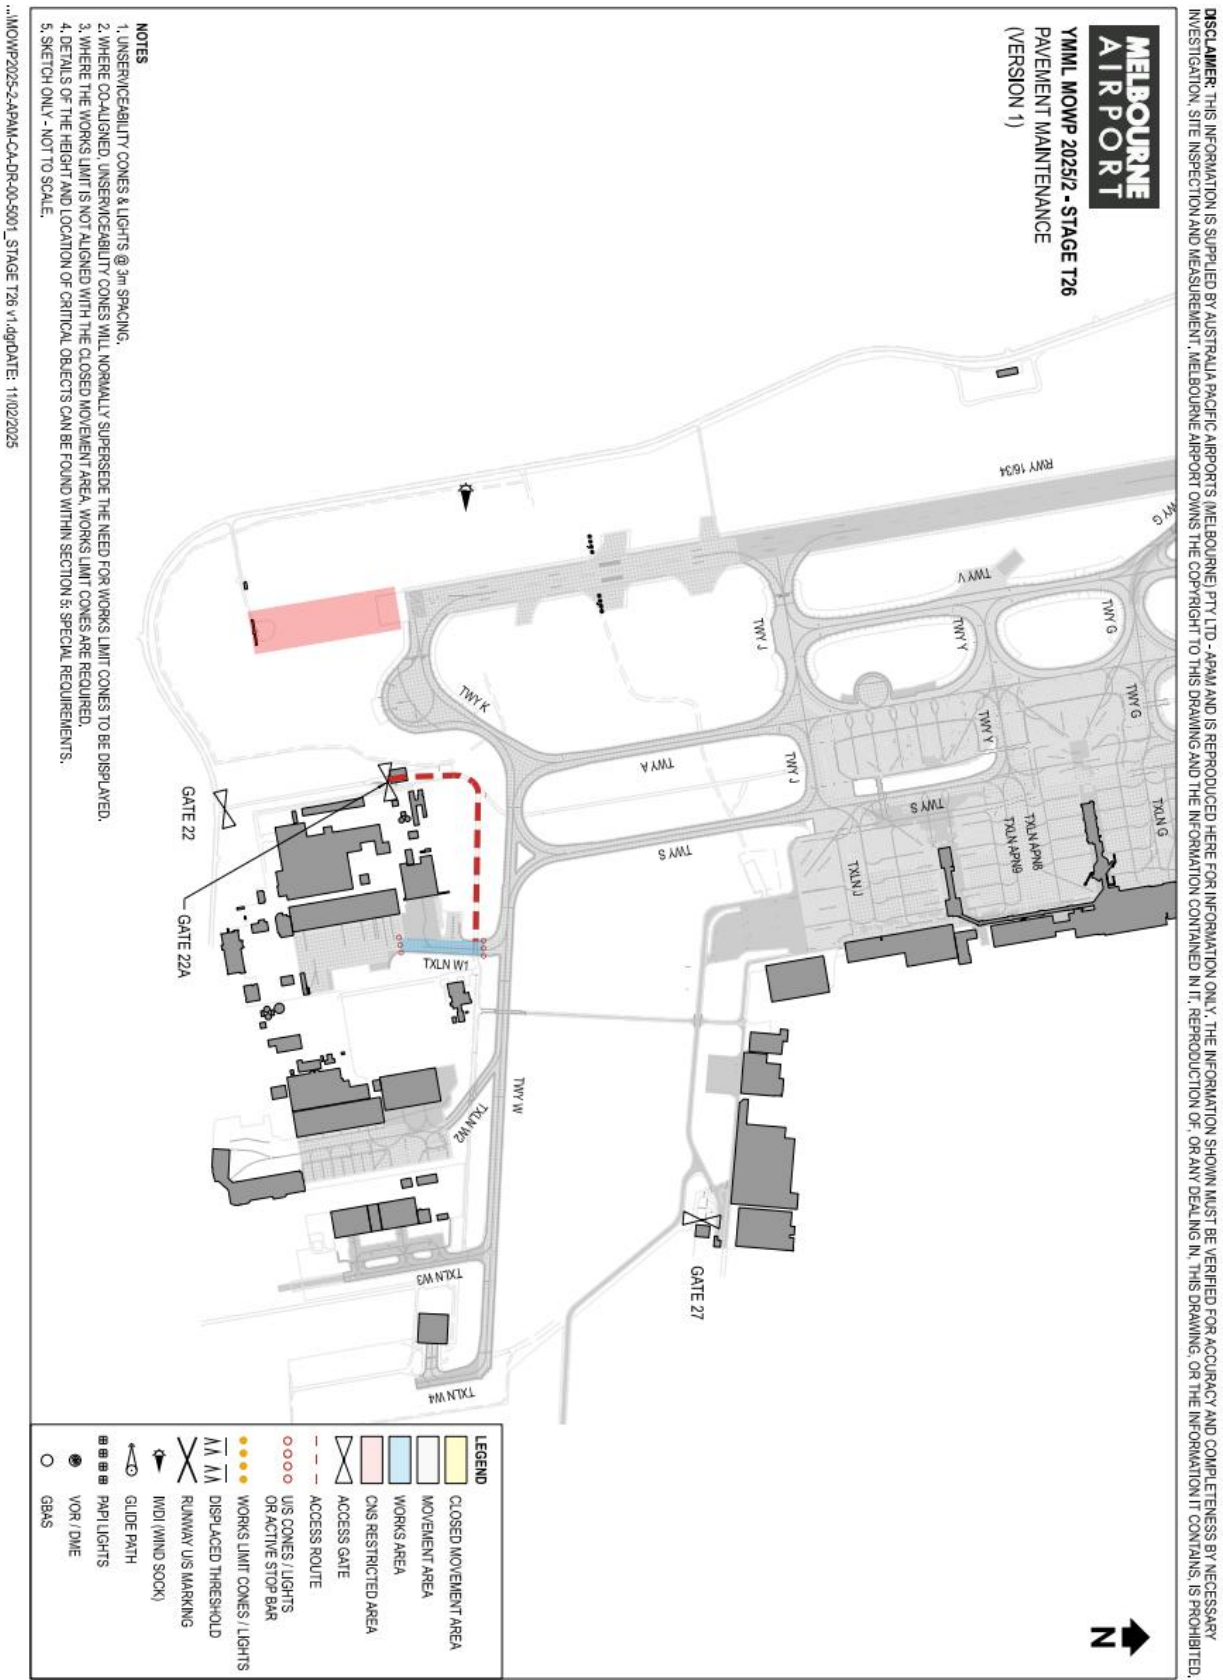 DISCLAIMER: THIS INFORMATION IS SUPPLIED BY AUSTRALIA PACIFIC AIRPORTS (MELBOURNE) PTY LTD - APAM AND IS REPRODUCED HERE FOR INFORMATION ONLY. THE INFORMATION SHOWN MUST BE VERIFIED FOR ACCURACY AND COMPLETENESS BY NECESSARY
INVESTIGATION, SITE INSPECTION AND MEASUREMENT. MELBOURNE AIRPORT OWNS THE COPYRIGHT TO THIS DRAWING AND THE INFORMATION CONTAINED IN IT. REPRODUCTION OF, OR ANY DEALING IN, THIS DRAWING, OR THE INFORMATION IT CONTAINS, IS PROHIBITED.
MELBOURNE
AIRPORT
YMML MOWP 2025/2 - STAGE T26
PAVEMENT MAINTENANCE
(VERSION 1)
N
RWY 16/34
TWY G
TWY V
TWY G
TWY Y
TWY J
TWY G
TWY Y
TWY K
TWY A
TWY J
TWY S
TXLN G
TXLN APN8
TXLN APN9
TWY S
TXLN J
GATE 22
GATE 22A
TXLN W1
TWY W
TXLN W2
GATE 27
TXLN W3
TXLN W4
NOTES
1. UNSERVICEABILITY CONES & LIGHTS @ 3m SPACING.
2. WHERE CO-ALIGNED, UNSERVICEABILITY CONES WILL NORMALLY SUPERSEDE THE NEED FOR WORKS LIMIT CONES TO BE DISPLAYED.
3. WHERE THE WORKS LIMIT IS NOT ALIGNED WITH THE CLOSED MOVEMENT AREA, WORKS LIMIT CONES ARE REQUIRED.
4. DETAILS OF THE HEIGHT AND LOCATION OF CRITICAL OBJECTS CAN BE FOUND WITHIN SECTION 5: SPECIAL REQUIREMENTS.
5. SKETCH ONLY - NOT TO SCALE.
LEGEND
CLOSED MOVEMENT AREA
MOVEMENT AREA
WORKS AREA
CNS RESTRICTED AREA
ACCESS GATE
ACCESS ROUTE
U/S CONES / LIGHTS
OR ACTIVE STOP BAR
WORKS LIMIT CONES / LIGHTS
DISPLACED THRESHOLD
RUNWAY U/S MARKING
IWDI (WIND SOCK)
GLIDE PATH
PAPI LIGHTS
VOR / DME
GBAS
...\MOWP2025-2-APAM-CA-DR-00-5001_STAGE T26 v1.dgnDATE: 11/02/2025